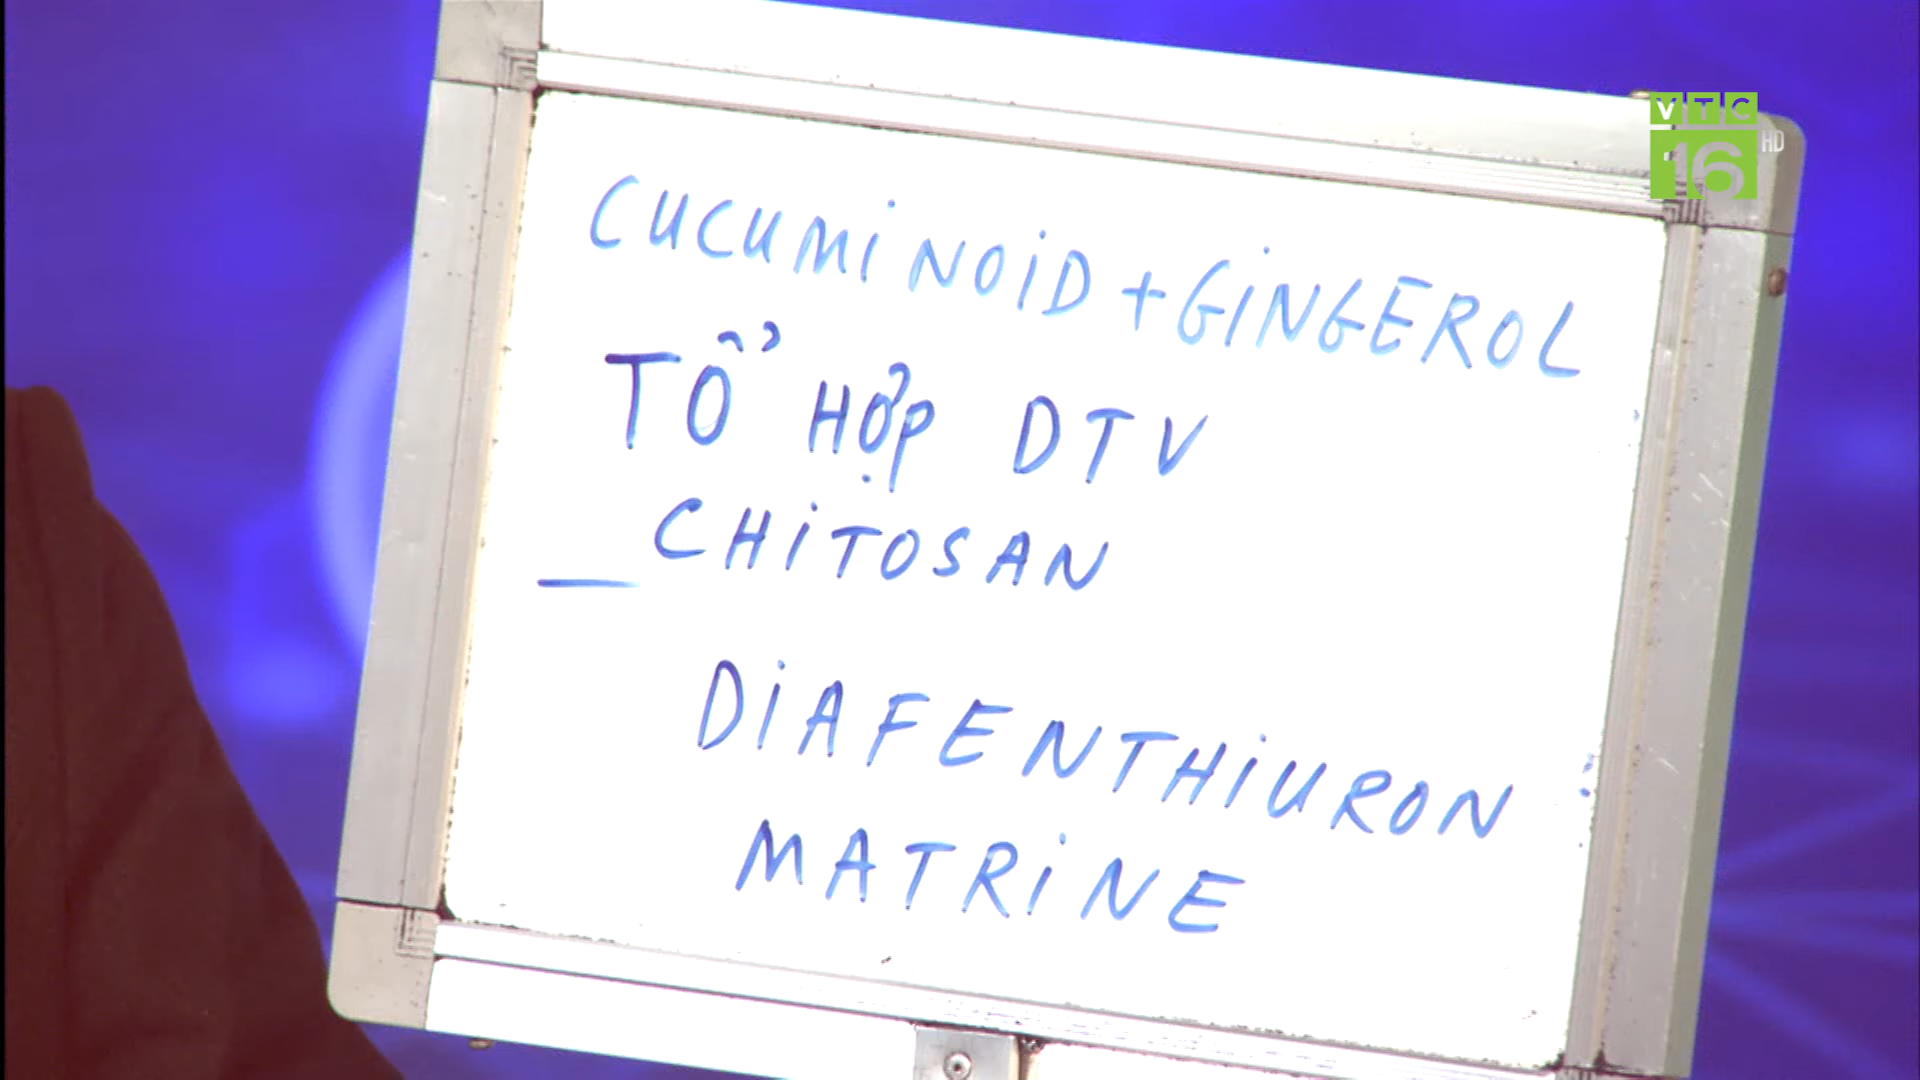 VTC
16 HD
CUCUMiNOiD + GiNGEROL
TỔ HỢP DTV
_ CHiTOSAN
DiAFENTHiURON
MATRiNE